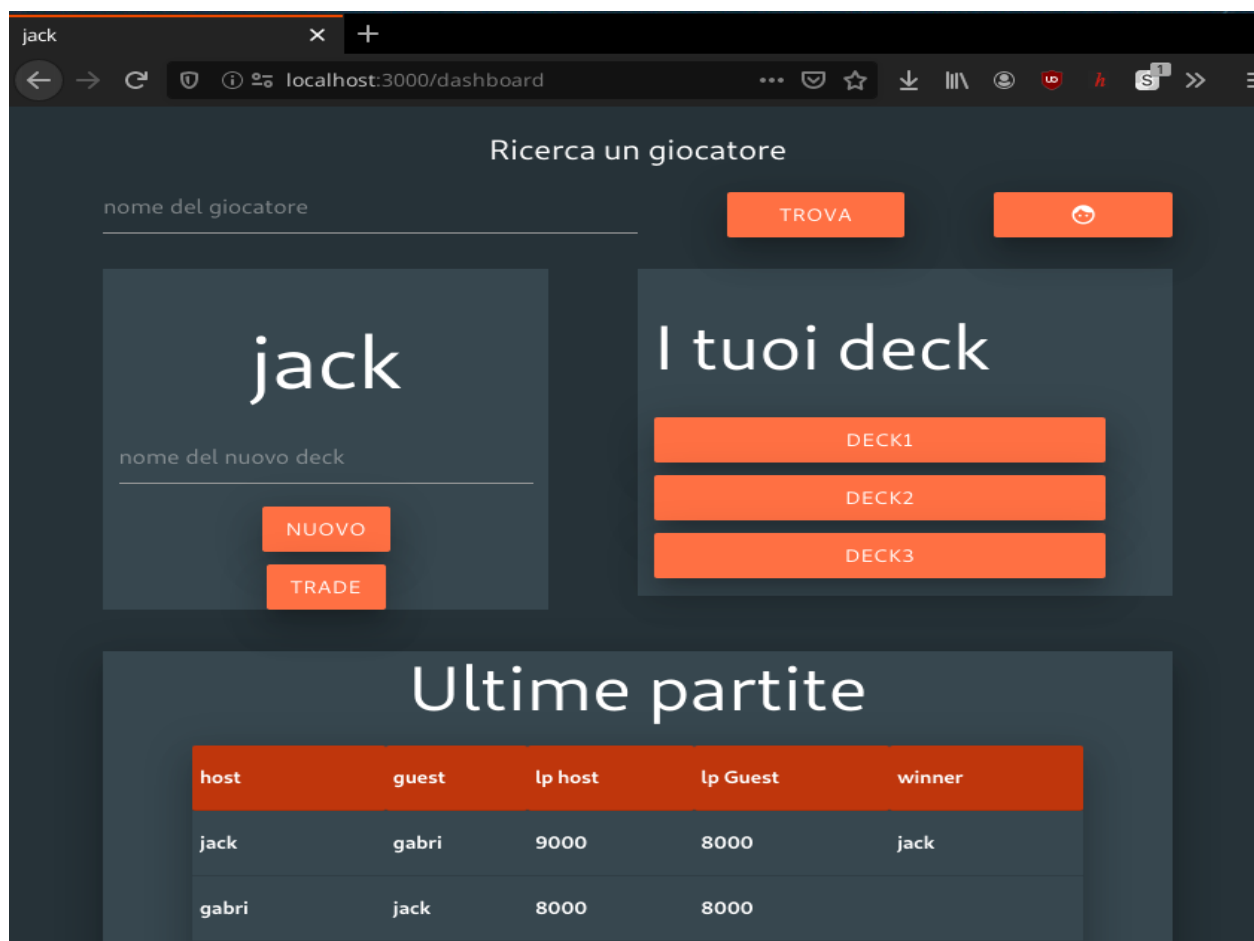 jack
localhost:3000/dashboard
Ricerca un giocatore
nome del giocatore
TROVA
jack
nome del nuovo deck
NUOVO
TRADE
I tuoi deck
DECK1
DECK2
DECK3
Ultime partite
host guest lp host lp Guest winner
jack gabri 9000 8000 jack
gabri jack 8000 8000